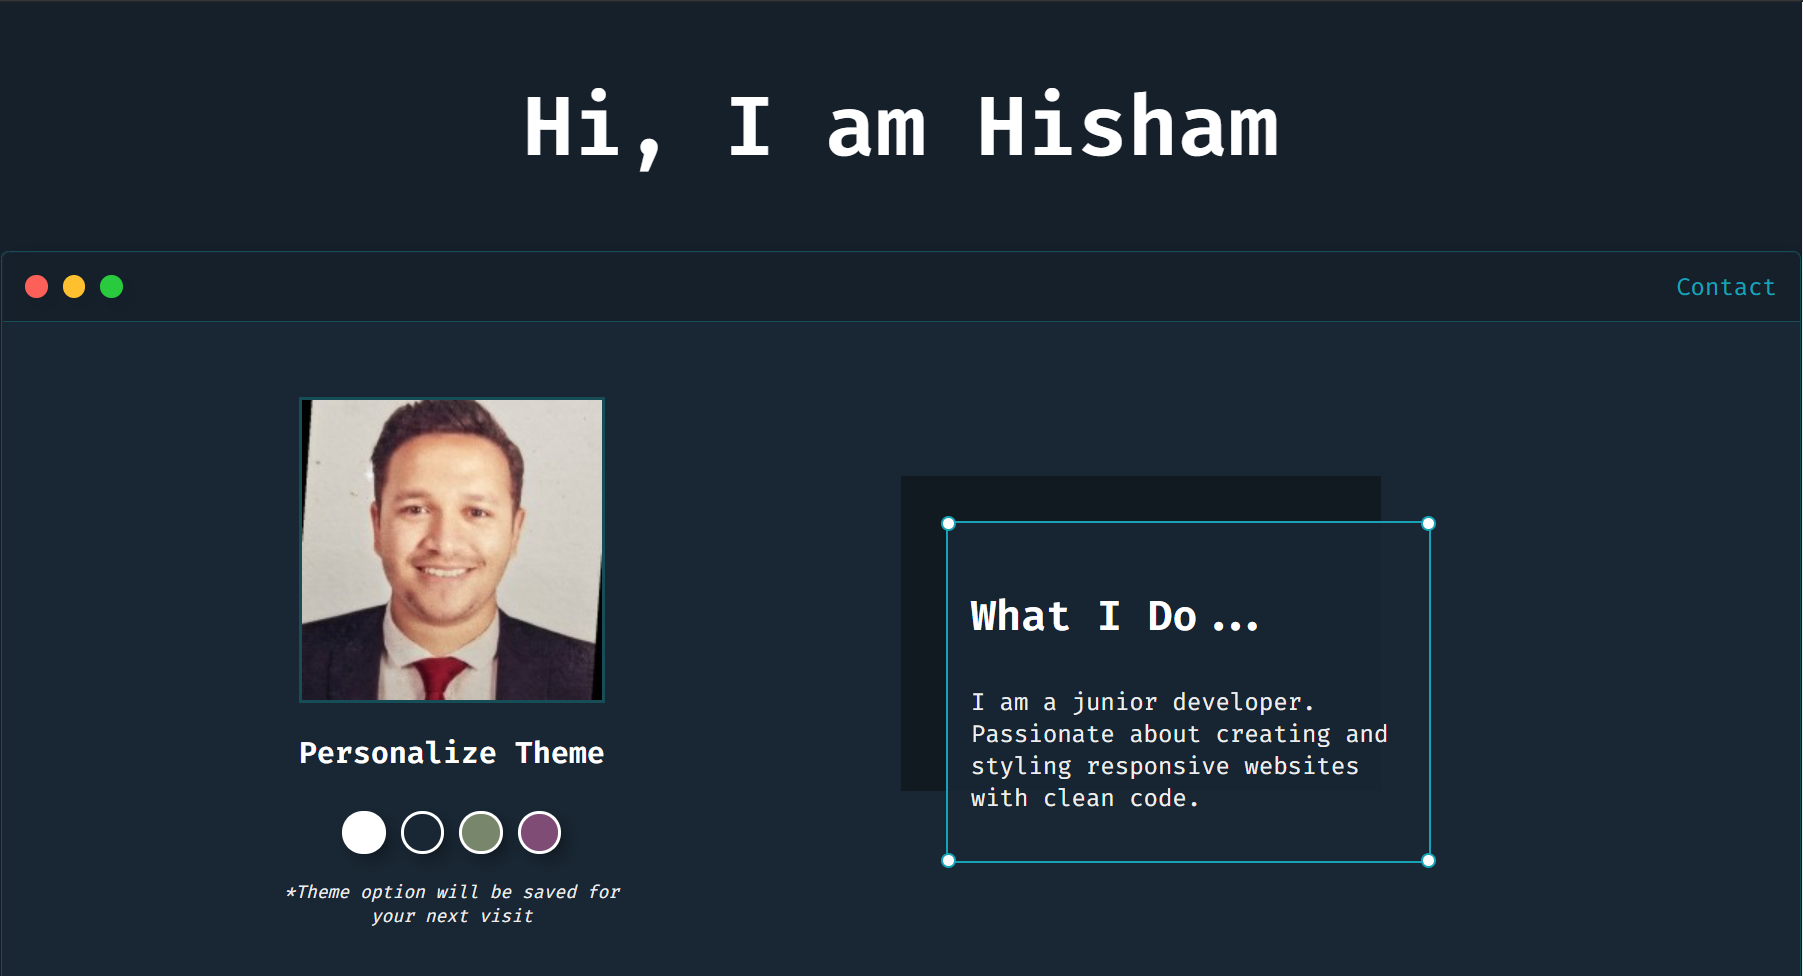 Hi, I am Hisham
Contact
Personalize Theme
*Theme option will be saved for
your next visit
What I Do...
I am a junior developer.
Passionate about creating and
styling responsive websites
with clean code.